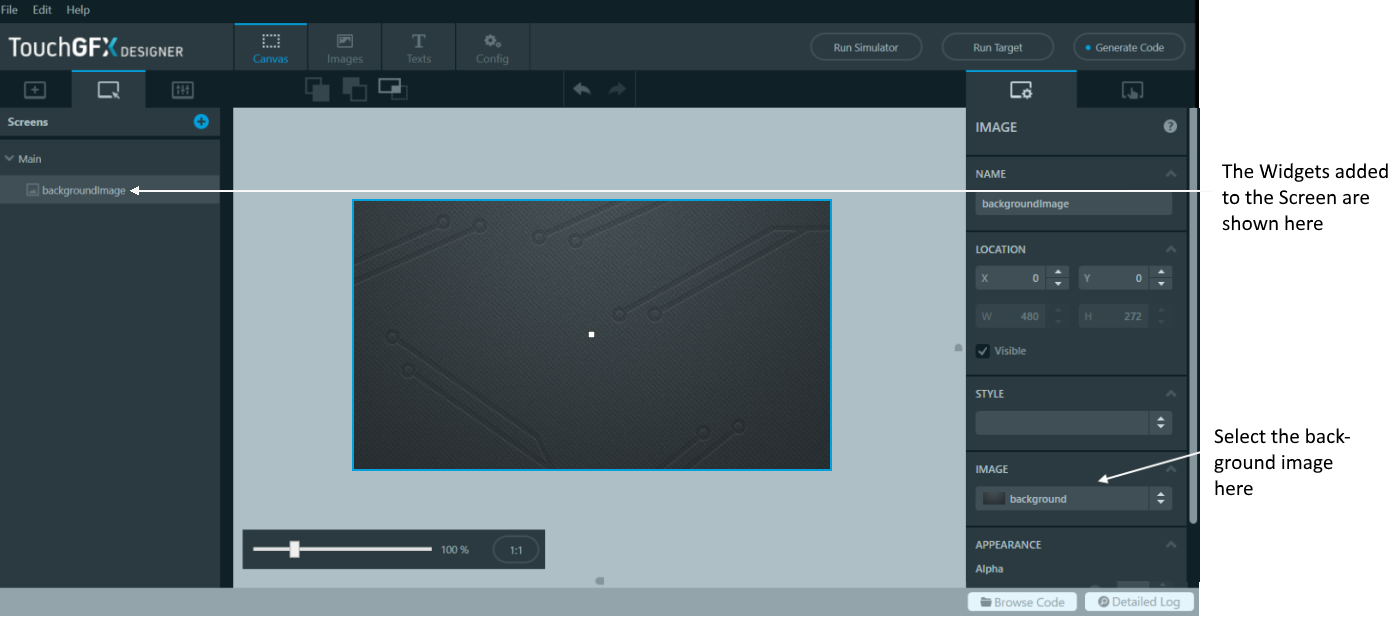 File Edit Help
TouchGFX DESIGNER
Canvas Images Texts Config
Run Simulator Run Target Generate Code
Screens
Main
backgroundImage
IMAGE
NAME
backgroundImage
LOCATION
X 0 Y 0
W 480 H 272
Visible
STYLE
IMAGE
background
APPEARANCE
Alpha
100 % 1:1
Browse Code Detailed Log
The Widgets added
to the Screen are
shown here
Select the back-
ground image
here